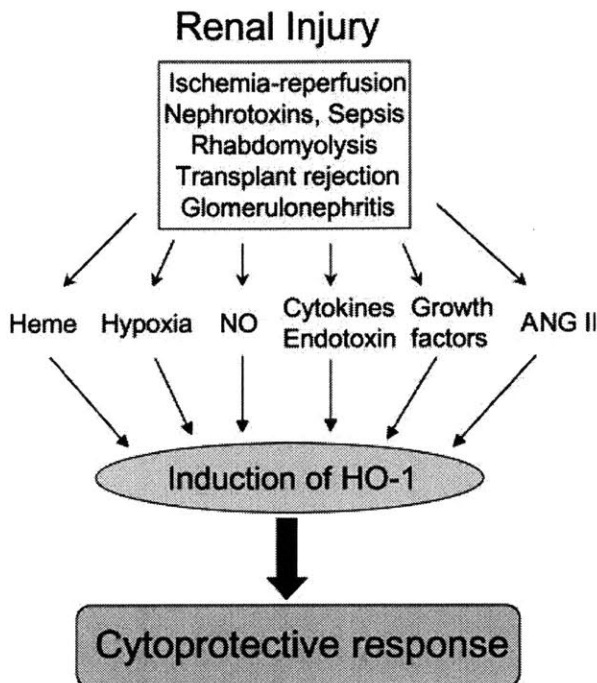 Renal Injury
Ischemia-reperfusion
Nephrotoxins, Sepsis
Rhabdomyolysis
Transplant rejection
Glomerulonephritis
Heme
Hypoxia
NO
Cytokines
Endotoxin
Growth
factors
ANG II
Induction of HO-1
Cytoprotective response